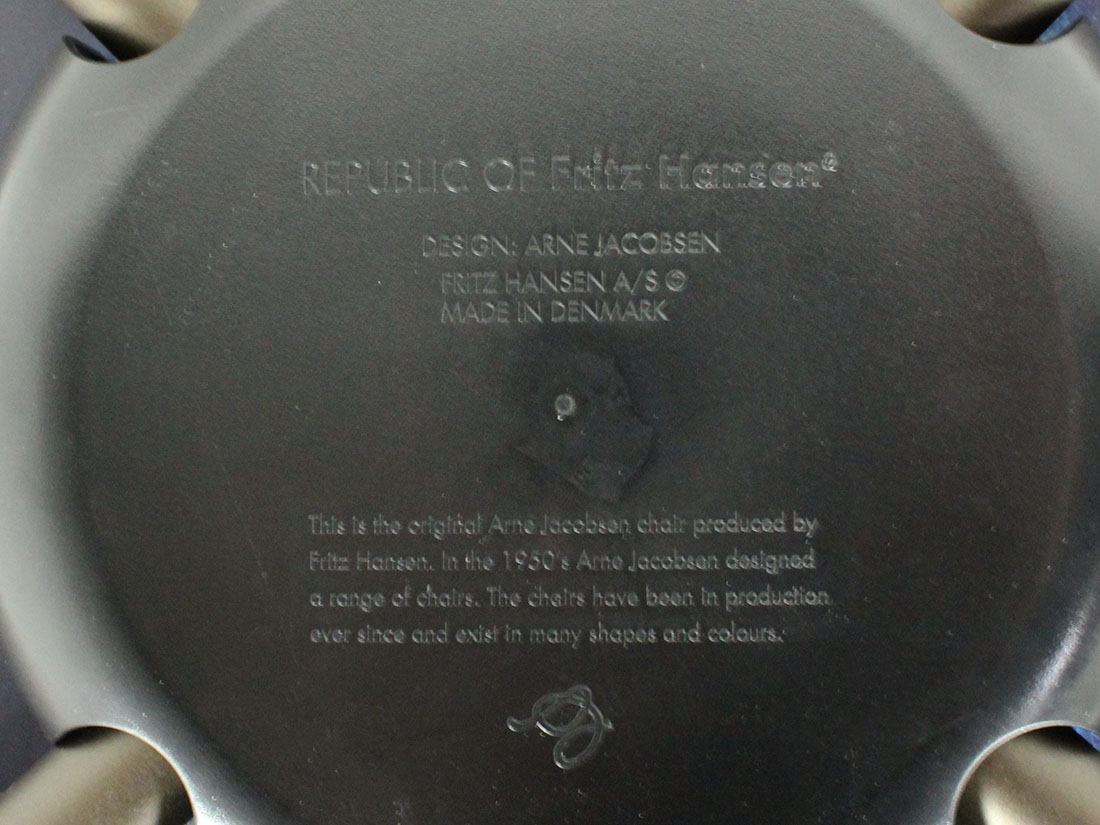 REPUBLIC OF Fritz Hansen®
DESIGN: ARNE JACOBSEN
FRITZ HANSEN A/S ©
MADE IN DENMARK
This is the original Arne Jacobsen chair produced by
Fritz Hansen. In the 1950's Arne Jacobsen designed
a range of chairs. The chairs have been in production
ever since and exist in many shapes and colours.